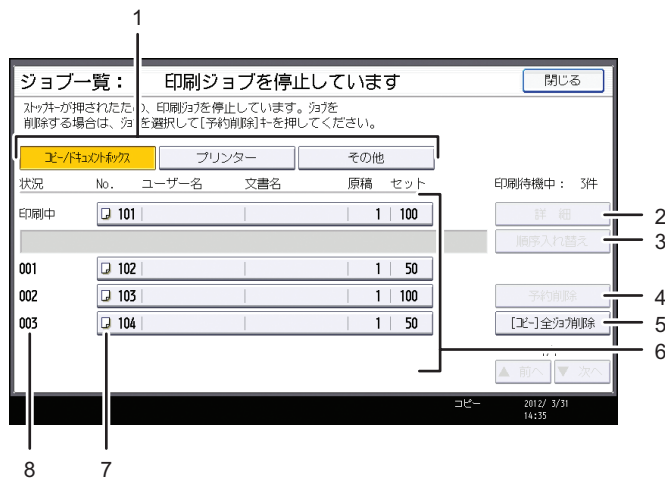 1
ジョブ一覧： 印刷ジョブを停止しています 閉じる
ｽﾄｯﾌﾟｷｰが押されたため、印刷ｼﾞｮﾌﾞを停止しています。ｼﾞｮﾌﾞを
削除する場合は、ｼﾞｮﾌﾞを選択して[予約削除]ｷｰを押してください。
ｺﾋﾟｰ/ﾄﾞｷｭﾒﾝﾄﾎﾞｯｸｽ プリンター その他
状況 No. ユーザー名 文書名 原稿 セット 印刷待機中： 3件
印刷中 101 1 100 詳 細 2
順序入れ替え 3
001 102 1 50
002 103 1 100 予約削除 4
003 104 1 50 [ｺﾋﾟｰ]全ｼﾞｮﾌﾞ削除 5
6
▲ 前へ ▼ 次へ
コピー 2012/ 3/31
14:35
8 7